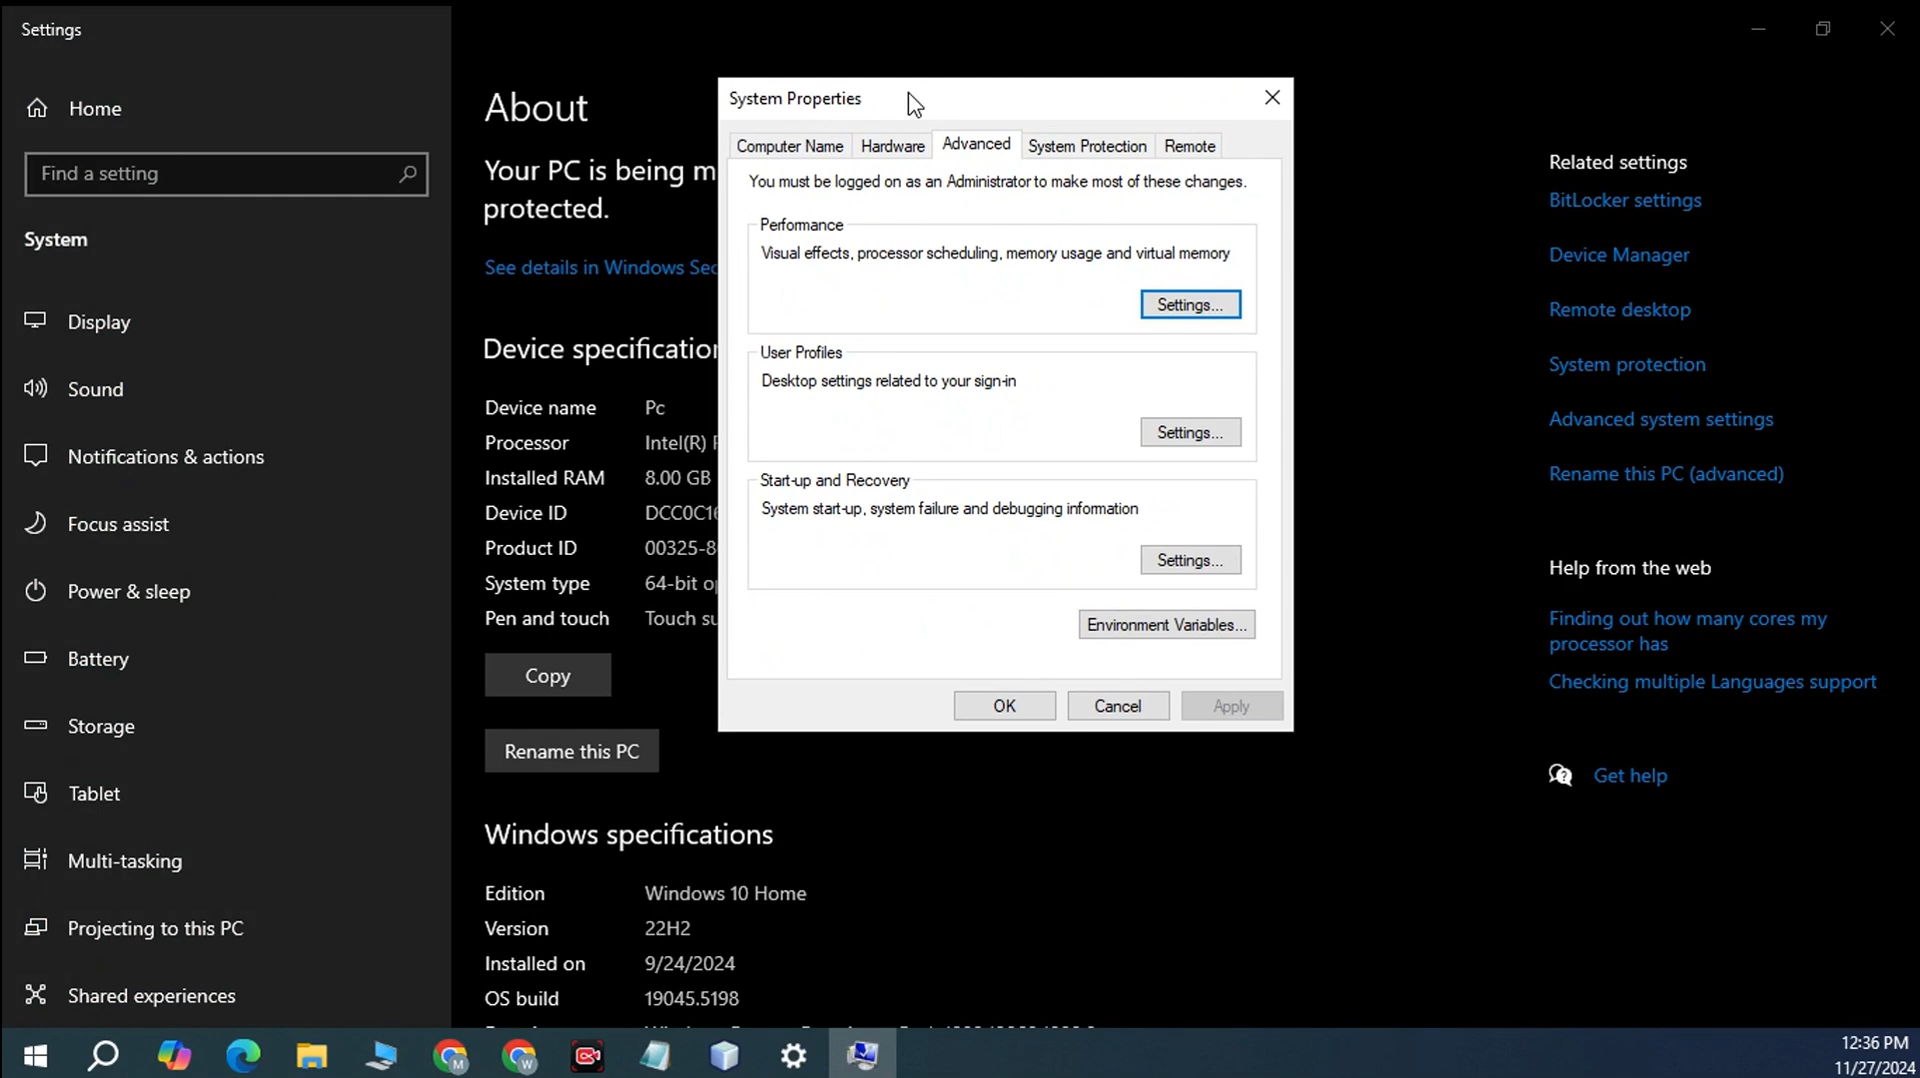 Settings
Home
Find a setting
System
Display
Sound
Notifications & actions
Focus assist
Power & sleep
Battery
Storage
Tablet
Multi-tasking
Projecting to this PC
Shared experiences
About
Your PC is being m
protected.
See details in Windows Sec
Device specification
Device name Pc
Processor Intel(R)
Installed RAM 8.00 GB
Device ID DCC0C16
Product ID 00325-8
System type 64-bit op
Pen and touch Touch su
Copy
Rename this PC
Windows specifications
Edition Windows 10 Home
Version 22H2
Installed on 9/24/2024
OS build 19045.5198
System Properties
Computer Name Hardware Advanced System Protection Remote
You must be logged on as an Administrator to make most of these changes.
Performance
Visual effects, processor scheduling, memory usage and virtual memory
Settings...
User Profiles
Desktop settings related to your sign-in
Settings...
Start-up and Recovery
System start-up, system failure and debugging information
Settings...
Environment Variables...
OK Cancel Apply
Related settings
BitLocker settings
Device Manager
Remote desktop
System protection
Advanced system settings
Rename this PC (advanced)
Help from the web
Finding out how many cores my
processor has
Checking multiple Languages support
Get help
M
W
12:36 PM
11/27/2024